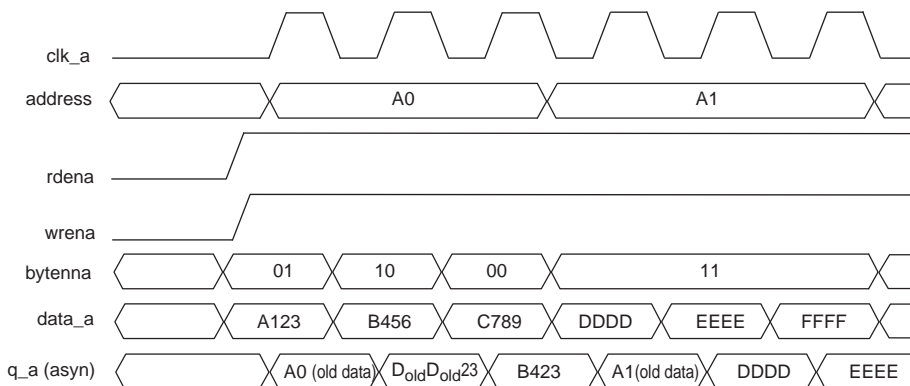 clk_a
address A0 A1
rdena
wrena
bytenna 01 10 00 11
data_a A123 B456 C789 DDDD EEEE FFFF
q_a (asyn) A0 (old data) DoldDold23 B423 A1(old data) DDDD EEEE